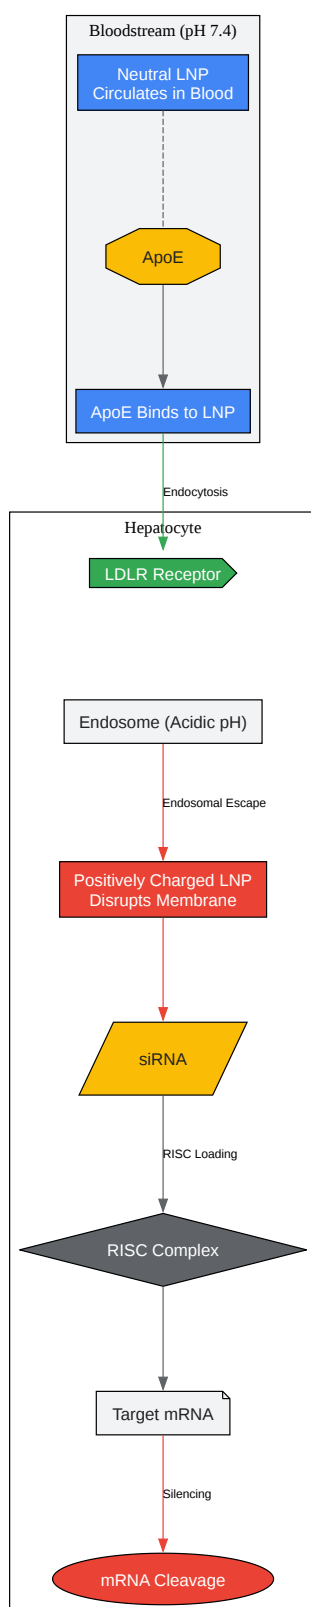 Bloodstream (pH 7.4)
Neutral LNP
Circulates in Blood
ApoE
ApoE Binds to LNP
Endocytosis
Hepatocyte
LDLR Receptor
Endosome (Acidic pH)
Endosomal Escape
Positively Charged LNP
Disrupts Membrane
siRNA
RISC Loading
RISC Complex
Target mRNA
Silencing
mRNA Cleavage